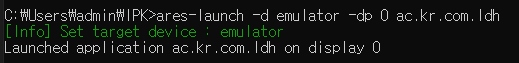 C:₩Users₩admin₩IPK>ares-launch -d emulator -dp 0 ac.kr.com.ldh
[Info] Set target device : emulator
Launched application ac.kr.com.ldh on display 0